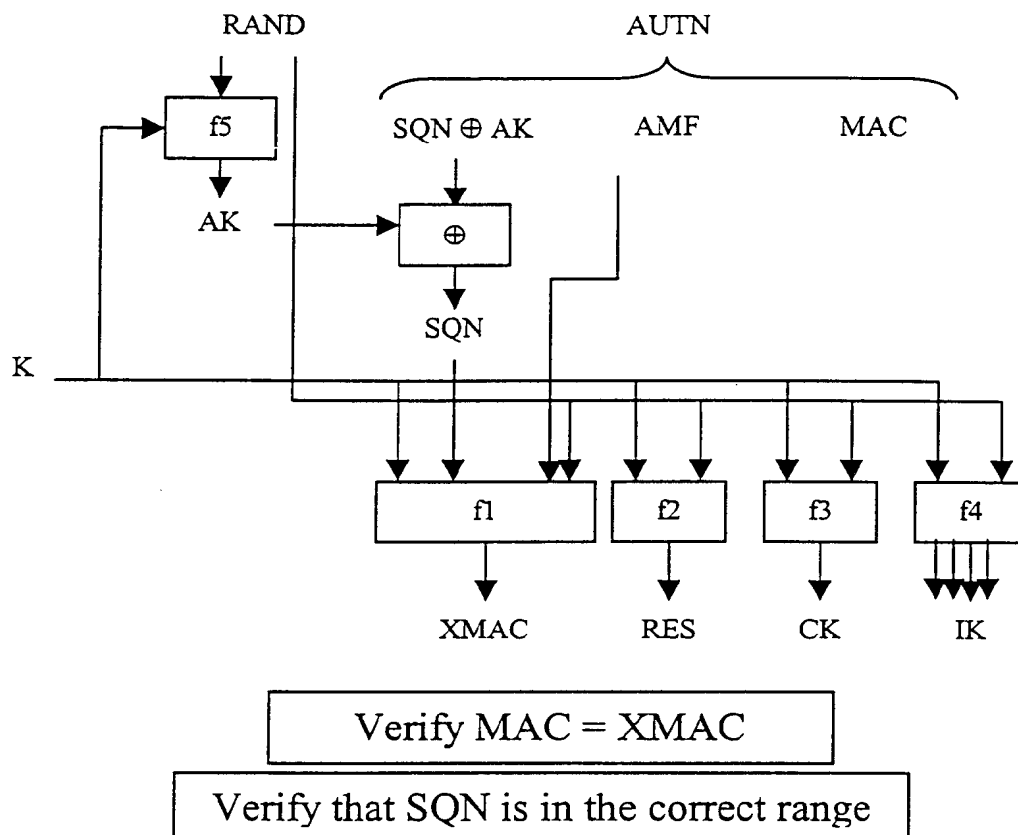 RAND AUTN
f5
SQN ⊕ AK AMF MAC
AK
⊕
SQN
K
f1 f2 f3 f4
XMAC RES CK IK
Verify MAC = XMAC
Verify that SQN is in the correct range